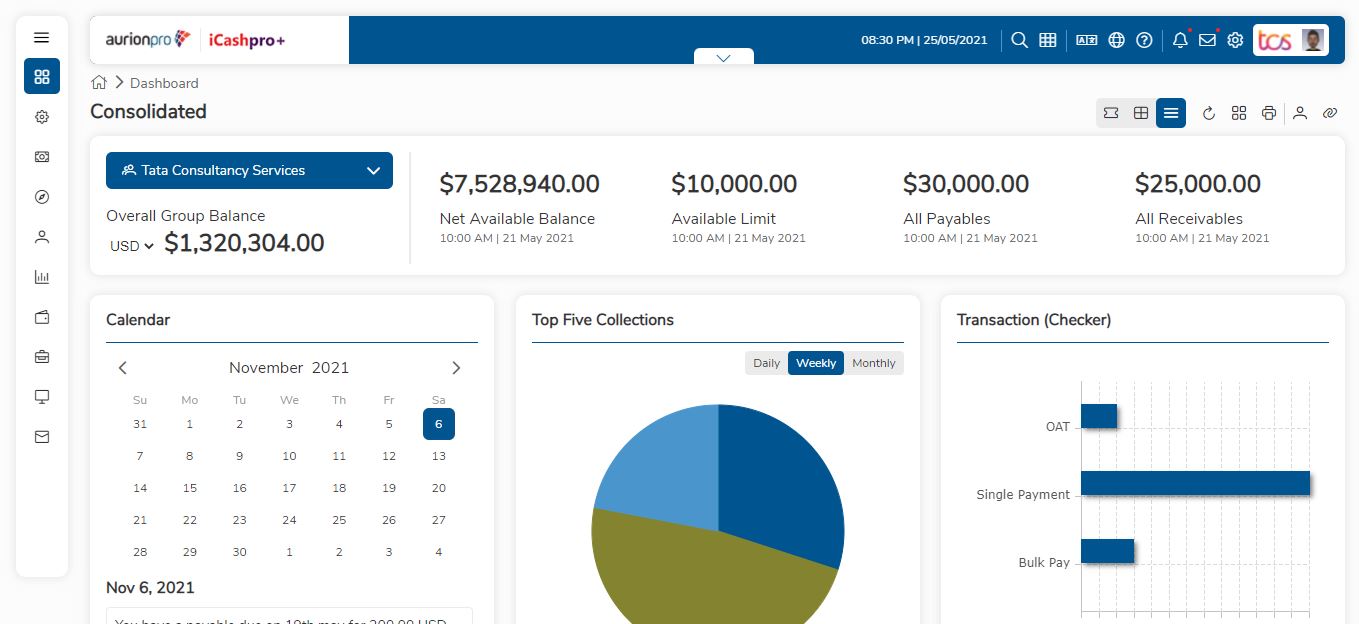 aurionpro iCashpro+
08:30 PM | 25/05/2021
tcs
Dashboard
Consolidated
Tata Consultancy Services
Overall Group Balance
USD $1,320,304.00
$7,528,940.00
Net Available Balance
10:00 AM | 21 May 2021
$10,000.00
Available Limit
10:00 AM | 21 May 2021
$30,000.00
All Payables
10:00 AM | 21 May 2021
$25,000.00
All Receivables
10:00 AM | 21 May 2021
Calendar
November 2021
Su Mo Tu We Th Fr Sa
31 1 2 3 4 5 6
7 8 9 10 11 12 13
14 15 16 17 18 19 20
21 22 23 24 25 26 27
28 29 30 1 2 3 4
Nov 6, 2021
You have a payable due on 19th may for 200.00 USD
Top Five Collections
Daily Weekly Monthly
Transaction (Checker)
OAT
Single Payment
Bulk Pay